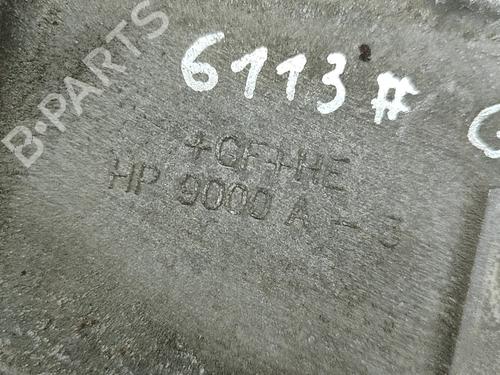 B-PARTS
6113#
+GF+HE
HP 9000 A - 3